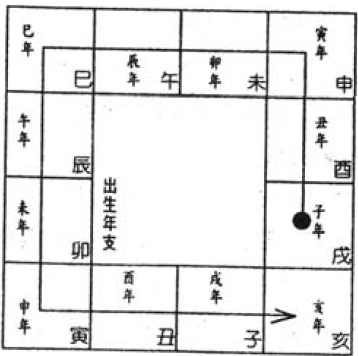 巳年
巳
辰年
午
卯年
未
寅年
申
午年
辰
丑年
酉
未年
卯
出生年支
子年
戌
申年
寅
酉年
丑
戌年
子
亥年
亥